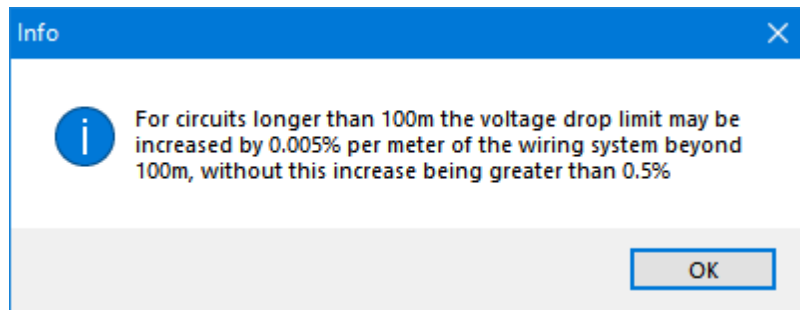 Info
For circuits longer than 100m the voltage drop limit may be
increased by 0.005% per meter of the wiring system beyond
100m, without this increase being greater than 0.5%
OK